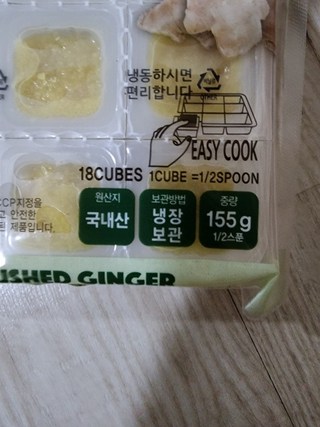 냉동하시면
편리합니다
OTHER
EASY COOK
18CUBES 1CUBE =1/2SPOON
CCP지정을
고 안전한
제품입니다.
원산지
국내산
보관방법
냉장
보관
중량
155g
1/2스푼
USHED GINGER